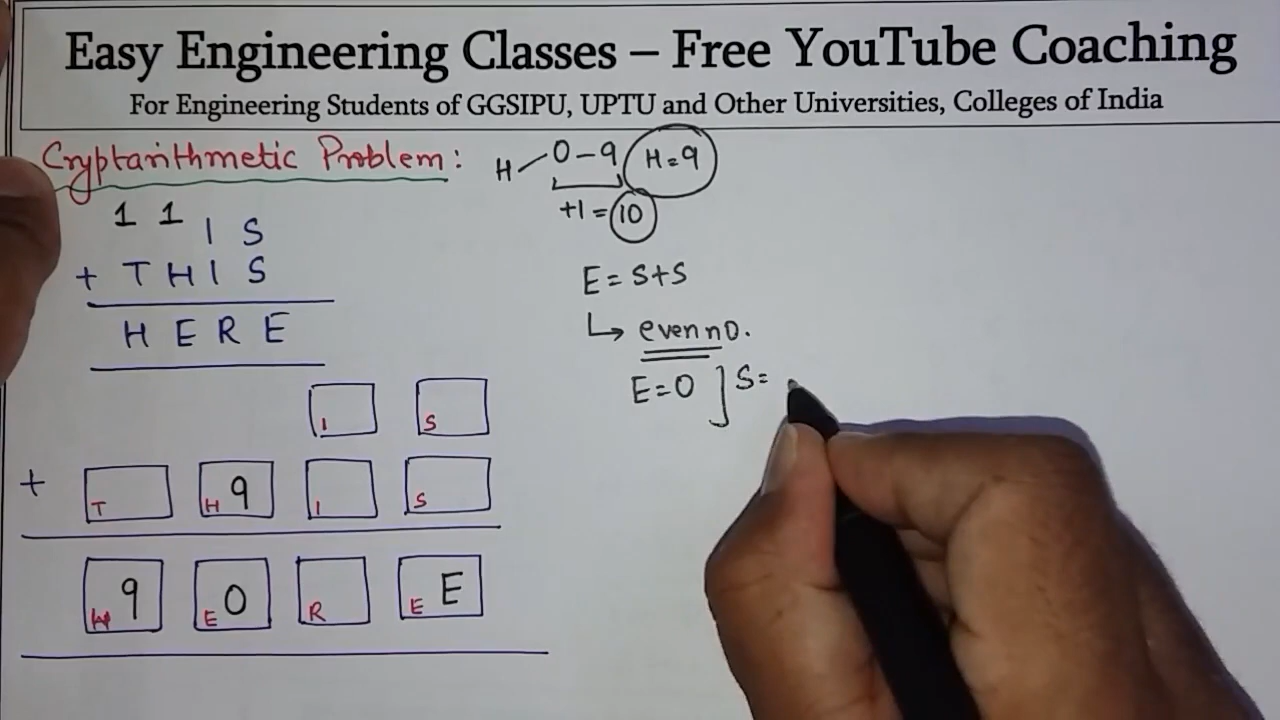 Easy Engineering Classes – Free YouTube Coaching
For Engineering Students of GGSIPU, UPTU and Other Universities, Colleges of India
Cryptarithmetic Problem:
H 0-9 H=9
+1=10
1 1
I S
+ T H I S
H E R E
E = S+S
↳ even no.
E=0 ] S=
I S
+ T H 9 I S
H 9 E 0 R E E